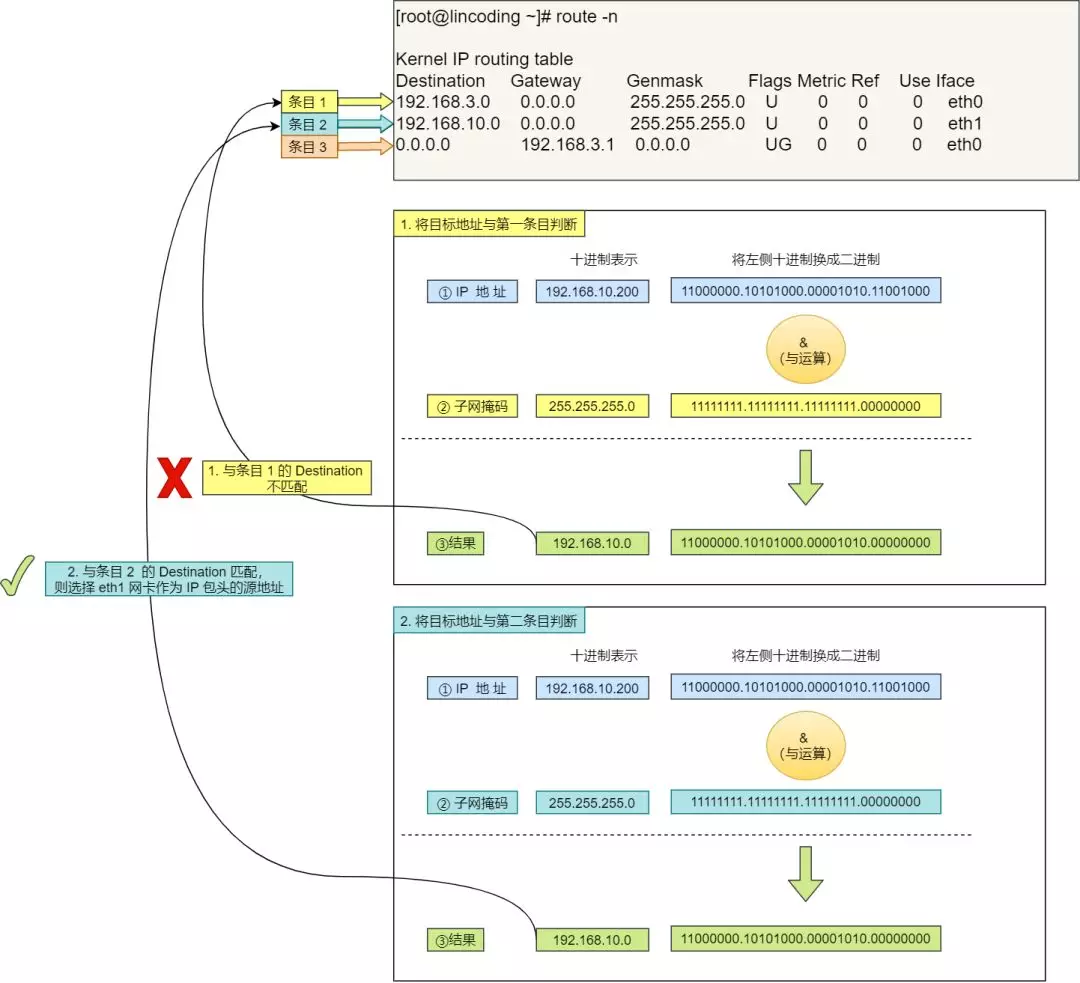 [root@lincoding ~]# route -n
Kernel IP routing table
Destination Gateway Genmask Flags Metric Ref Use Iface
条目 1 192.168.3.0 0.0.0.0 255.255.255.0 U 0 0 0 eth0
条目 2 192.168.10.0 0.0.0.0 255.255.255.0 U 0 0 0 eth1
条目 3 0.0.0.0 192.168.3.1 0.0.0.0 UG 0 0 0 eth0
1. 将目标地址与第一条目判断
十进制表示 将左侧十进制换成二进制
① IP 地 址 192.168.10.200 11000000.10101000.00001010.11001000
&
（与运算）
② 子网掩码 255.255.255.0 11111111.11111111.11111111.00000000
1. 与条目 1 的 Destination
不匹配
③结果 192.168.10.0 11000000.10101000.00001010.00000000
2. 与条目 2 的 Destination 匹配，
则选择 eth1 网卡作为 IP 包头的源地址
2. 将目标地址与第二条目判断
十进制表示 将左侧十进制换成二进制
① IP 地 址 192.168.10.200 11000000.10101000.00001010.11001000
&
（与运算）
② 子网掩码 255.255.255.0 11111111.11111111.11111111.00000000
③结果 192.168.10.0 11000000.10101000.00001010.00000000